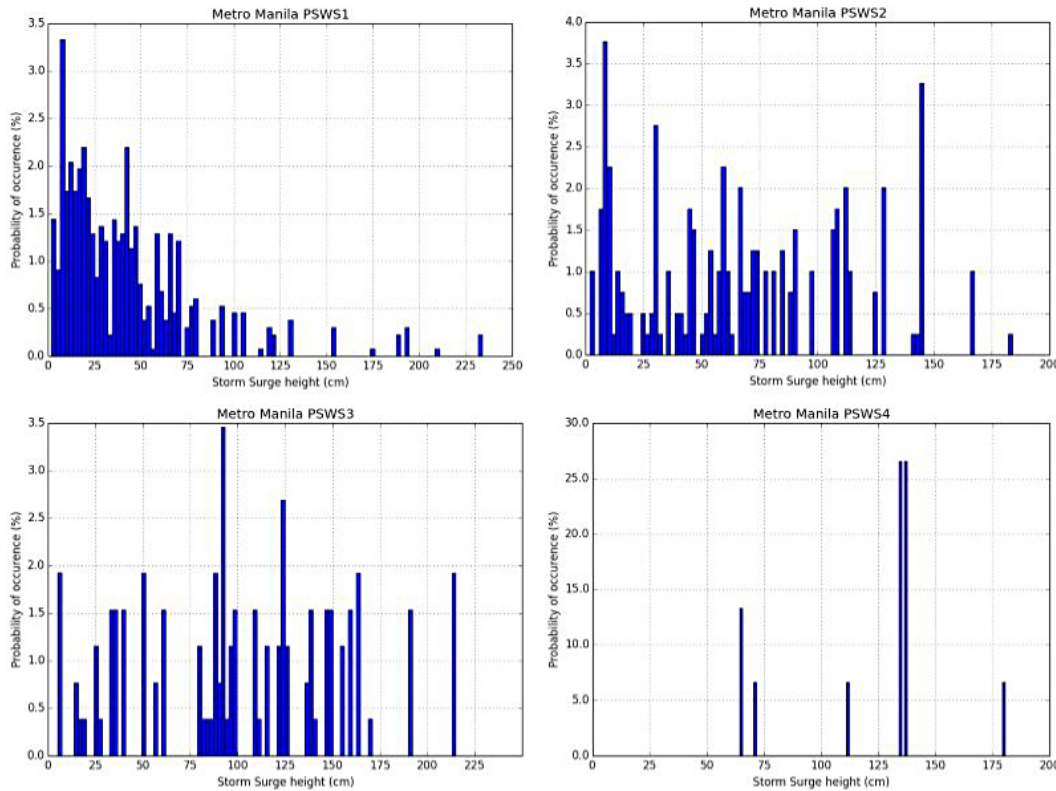 Metro Manila PSWS1
3.5
3.0
2.5
2.0
1.5
1.0
0.5
0.0
Probability of occurence (%)
0 25 50 75 100 125 150 175 200 225 250
Storm Surge height (cm)
Metro Manila PSWS2
4.0
3.5
3.0
2.5
2.0
1.5
1.0
0.5
0.0
Probability of occurence (%)
0 25 50 75 100 125 150 175 200
Storm Surge height (cm)
Metro Manila PSWS3
3.5
3.0
2.5
2.0
1.5
1.0
0.5
0.0
Probability of occurence (%)
0 25 50 75 100 125 150 175 200 225
Storm Surge height (cm)
Metro Manila PSWS4
30.0
25.0
20.0
15.0
10.0
5.0
0.0
Probability of occurence (%)
0 25 50 75 100 125 150 175 200
Storm Surge height (cm)